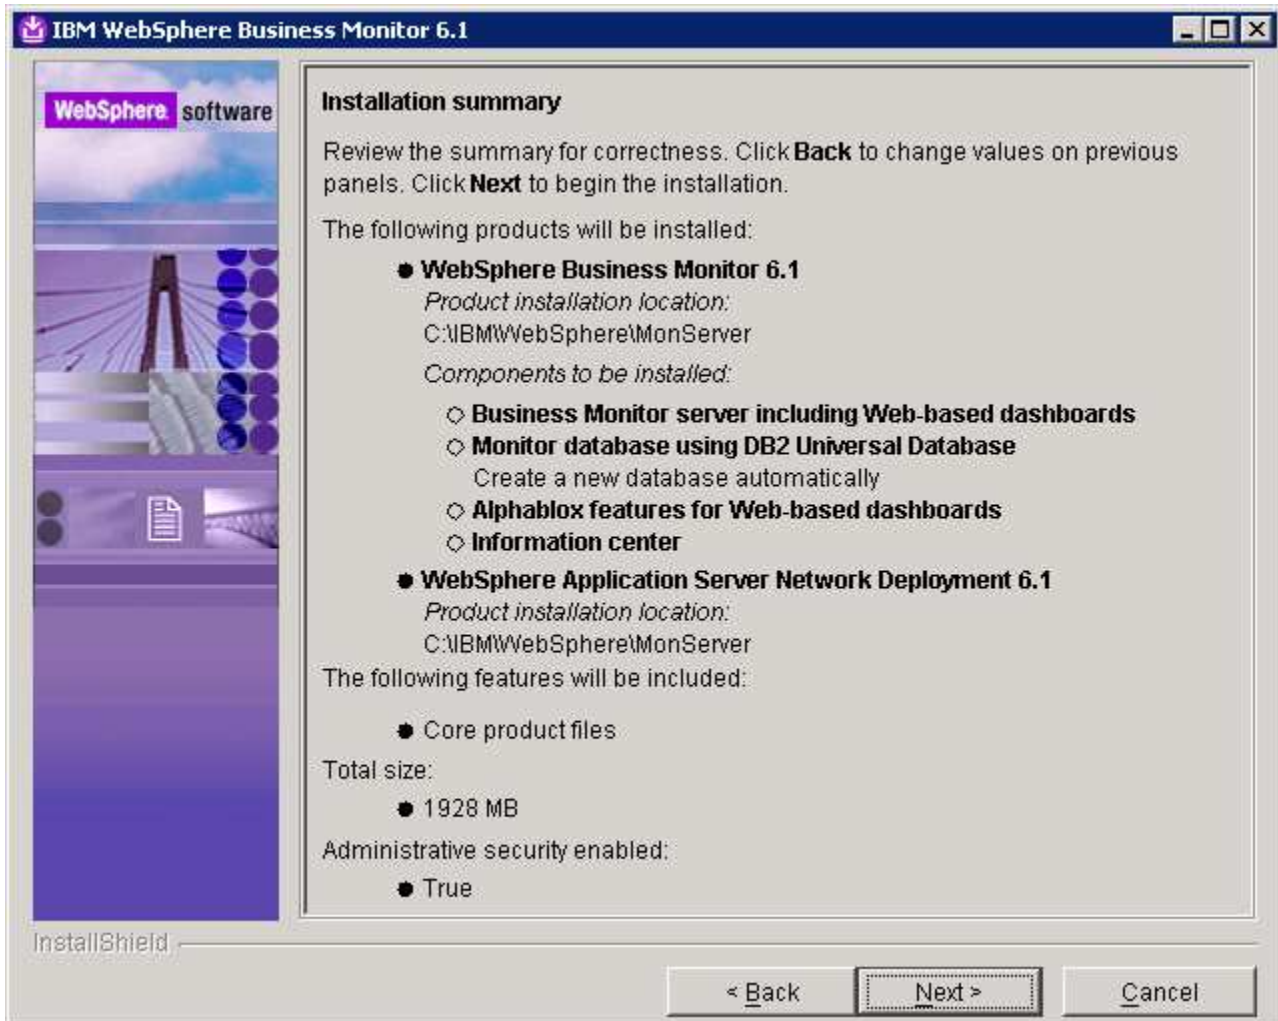 IBM WebSphere Business Monitor 6.1
WebSphere. software
Installation summary
Review the summary for correctness. Click Back to change values on previous
panels. Click Next to begin the installation.
The following products will be installed:
WebSphere Business Monitor 6.1
Product installation location:
C:\IBM\WebSphere\MonServer
Components to be installed:
Business Monitor server including Web-based dashboards
Monitor database using DB2 Universal Database
Create a new database automatically
Alphablox features for Web-based dashboards
Information center
WebSphere Application Server Network Deployment 6.1
Product installation location:
C:\IBM\WebSphere\MonServer
The following features will be included:
Core product files
Total size:
1928 MB
Administrative security enabled:
True
InstallShield
< Back Next > Cancel